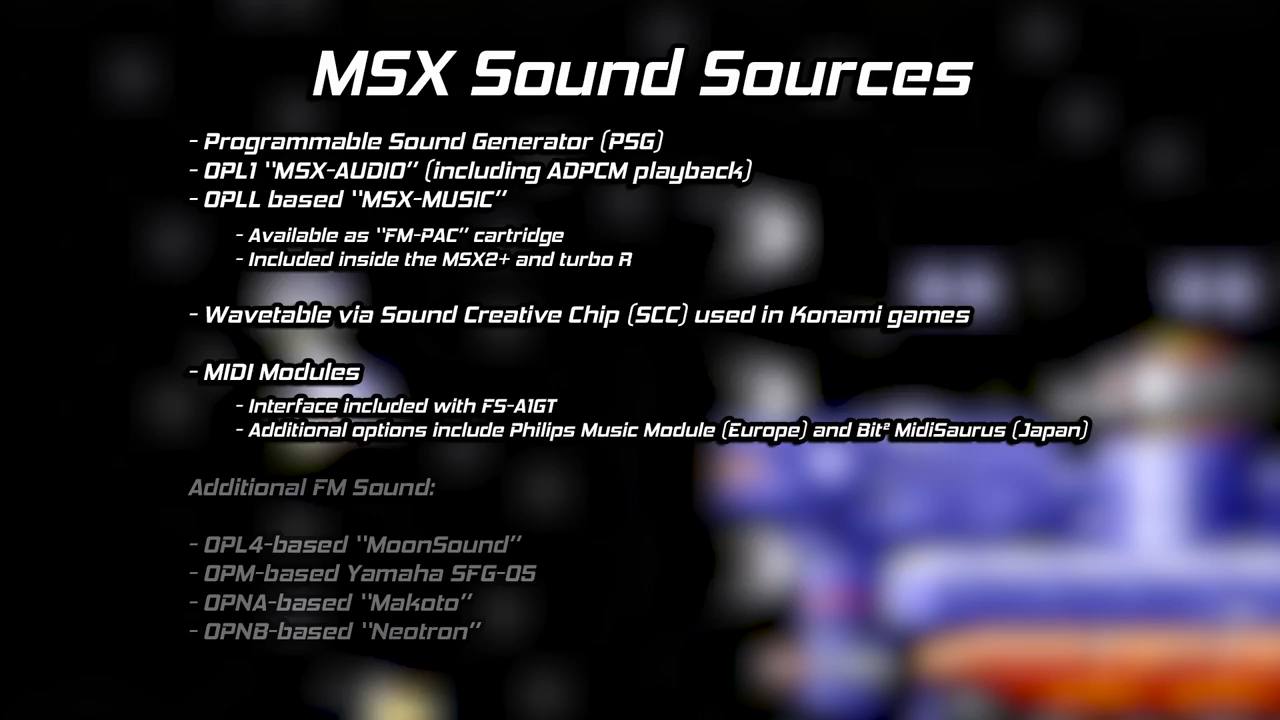 MSX Sound Sources
- Programmable Sound Generator (PSG)
- OPL1 "MSX-AUDIO" (including ADPCM playback)
- OPLL based "MSX-MUSIC"
- Available as "FM-PAC" cartridge
- Included inside the MSX2+ and turbo R
- Wavetable via Sound Creative Chip (SCC) used in Konami games
- MIDI Modules
- Interface included with FS-A1GT
- Additional options include Philips Music Module (Europe) and Bit² MidiSaurus (Japan)
Additional FM Sound:
- OPL4-based "MoonSound"
- OPM-based Yamaha SFG-05
- OPNA-based "Makoto"
- OPNB-based "Neotron"